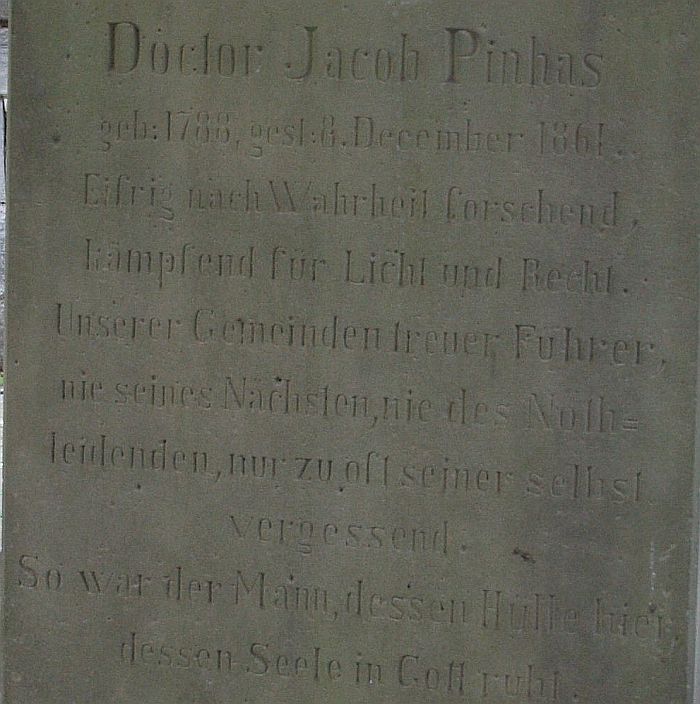 Doctor Jacob Pinhas
geb: 1788, gest: 8. December 1861.
Eifrig nach Wahrheit forschend,
kämpfend für Licht und Recht.
Unserer Gemeinden treuer Führer,
nie seines Nächsten, nie des Noth=
leidenden, nur zu oft seiner selbst
vergessend.
So war der Mann, dessen Hülle hier,
dessen Seele in Gott ruht.